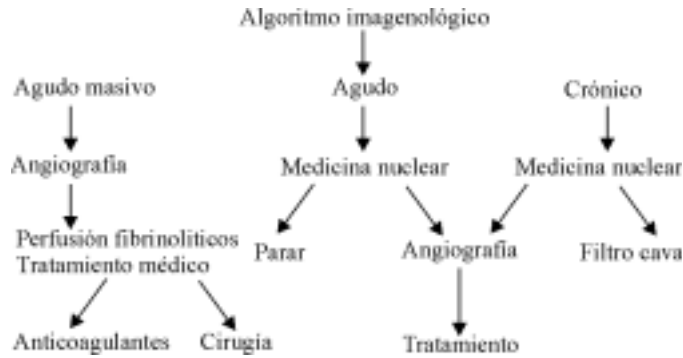 Algoritmo imagenológico
Agudo masivo
Agudo
Crónico
Angiografía
Medicina nuclear
Medicina nuclear
Perfusión fibrinolíticos
Tratamiento médico
Parar
Angiografía
Filtro cava
Anticoagulantes
Cirugía
Tratamiento